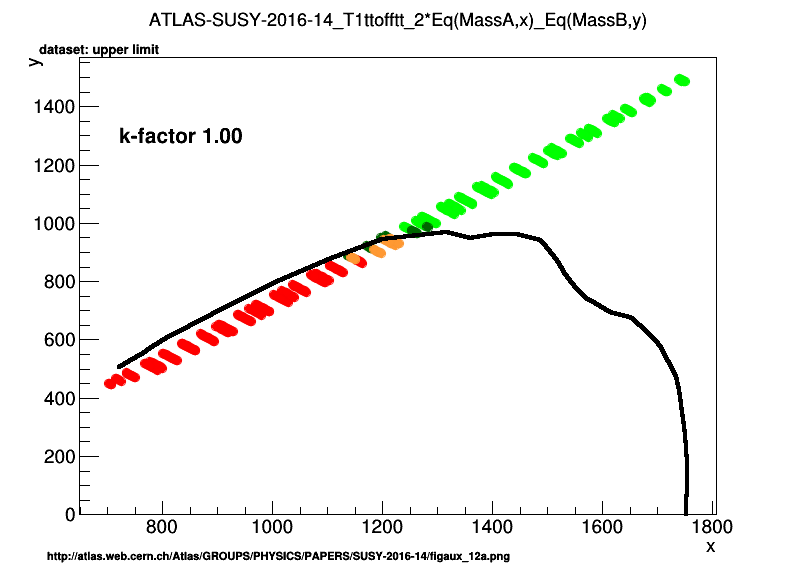 ATLAS-SUSY-2016-14_T1ttofftt_2*Eq(MassA,x)_Eq(MassB,y)
dataset: upper limit
y
k-factor 1.00
1400
1200
1000
800
600
400
200
0
800 1000 1200 1400 1600 1800
x
http://atlas.web.cern.ch/Atlas/GROUPS/PHYSICS/PAPERS/SUSY-2016-14/figaux_12a.png